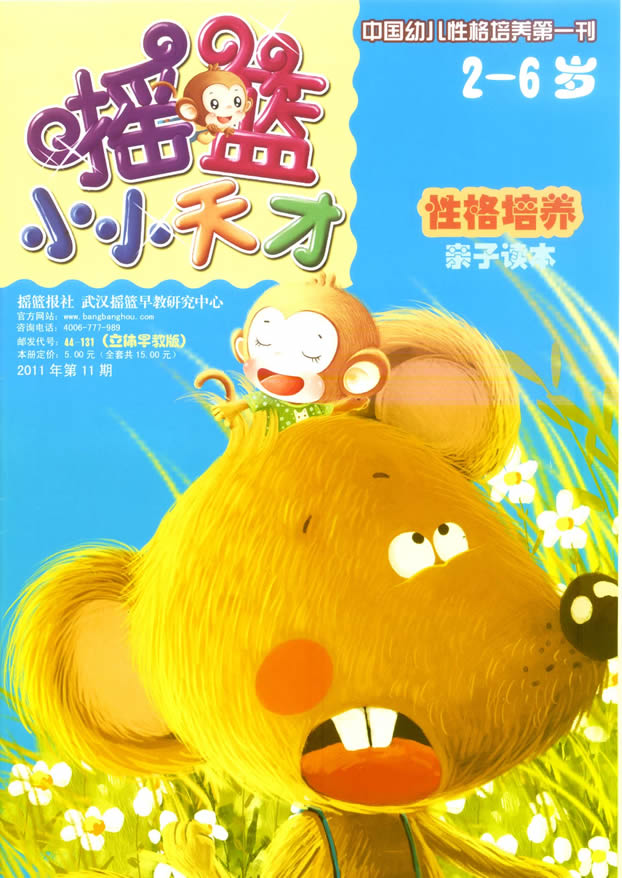 中国幼儿性格培养第一刊
2-6岁
摇篮
小小天才
性格培养
亲子读本
摇篮报社 武汉摇篮早教研究中心
官方网站：www.bangbanghou.com
咨询电话：4006-777-989
邮发代号：44-131（立体早教版）
本册定价：5.00元（全套共15.00元）
2011年第11期